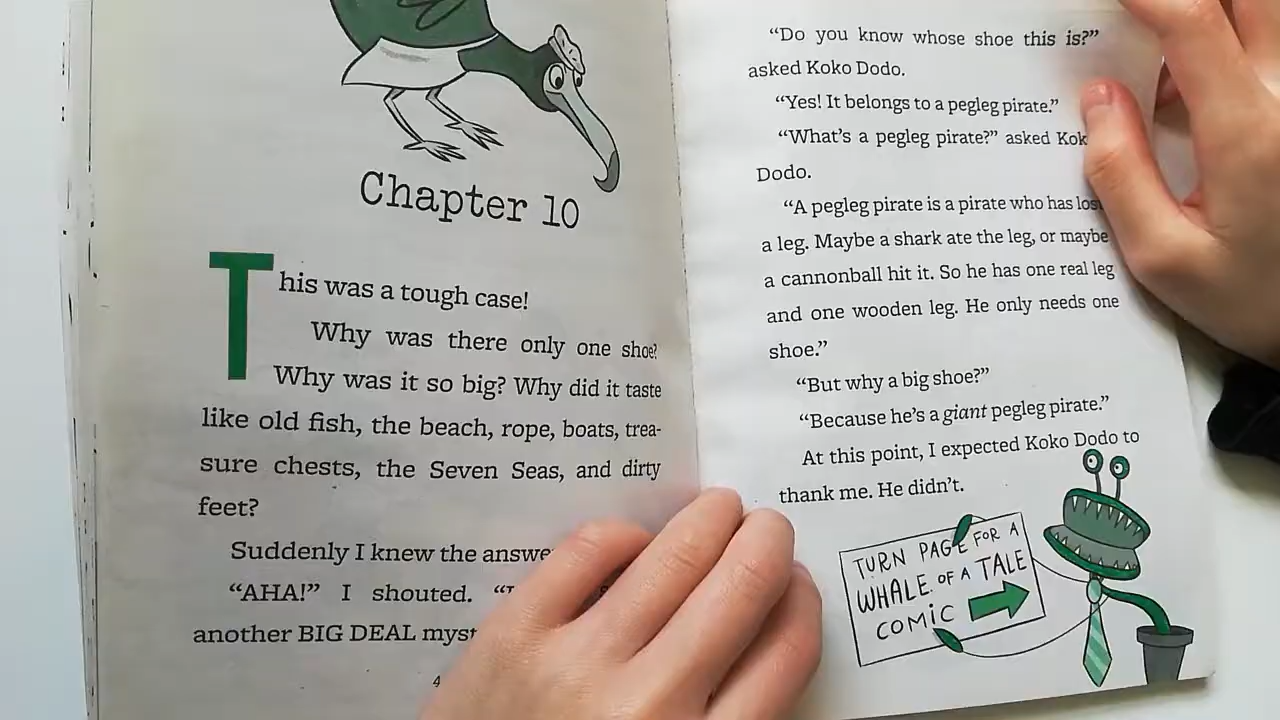 Chapter 10
This was a tough case!
Why was there only one shoe?
Why was it so big? Why did it taste
like old fish, the beach, rope, boats, trea-
sure chests, the Seven Seas, and dirty
feet?
Suddenly I knew the
“AHA!” I shouted.
another BIG DEAL
“Do you know whose shoe this is?”
asked Koko Dodo.
“Yes! It belongs to a pegleg pirate.”
“What’s a pegleg pirate?” asked
Dodo.
“A pegleg pirate is a pirate who has lost
a leg. Maybe a shark ate the leg, or maybe
a cannonball hit it. So he has one real leg
and one wooden leg. He only needs one
shoe.”
“But why a big shoe?”
“Because he’s a giant pegleg pirate.”
At this point, I expected Koko Dodo to
thank me. He didn’t.
TURN PAGE FOR A
WHALE OF A TALE
COMIC